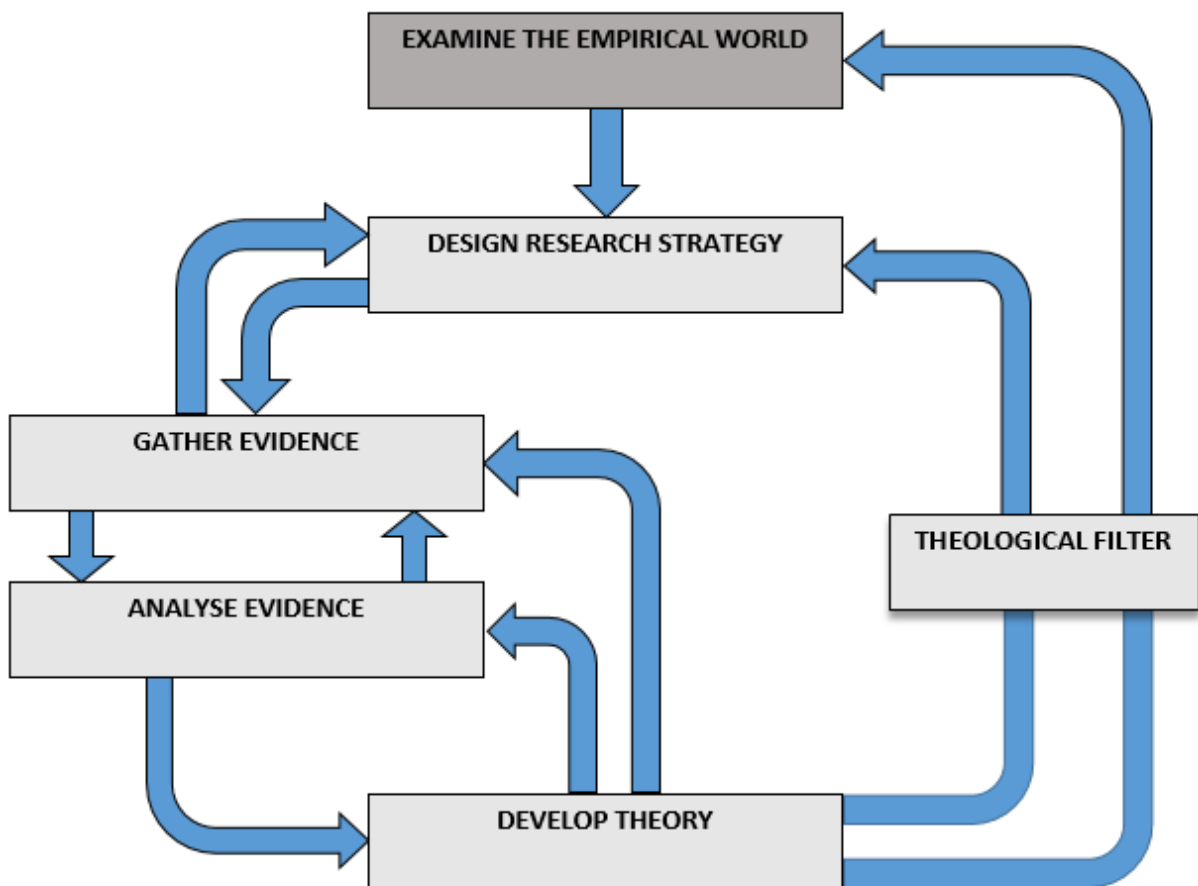 EXAMINE THE EMPIRICAL WORLD
DESIGN RESEARCH STRATEGY
GATHER EVIDENCE
THEOLOGICAL FILTER
ANALYSE EVIDENCE
DEVELOP THEORY